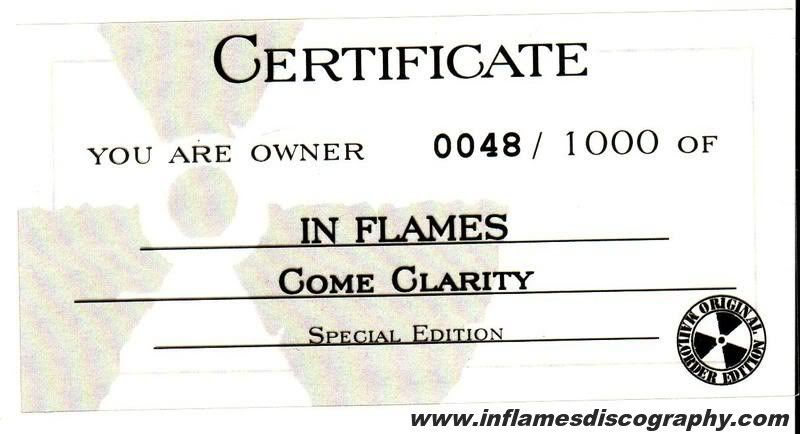 CERTIFICATE
YOU ARE OWNER 0048 / 1000 OF
IN FLAMES
COME CLARITY
SPECIAL EDITION
ORIGINAL MAILORDER EDITION
www.inflamesdiscography.com